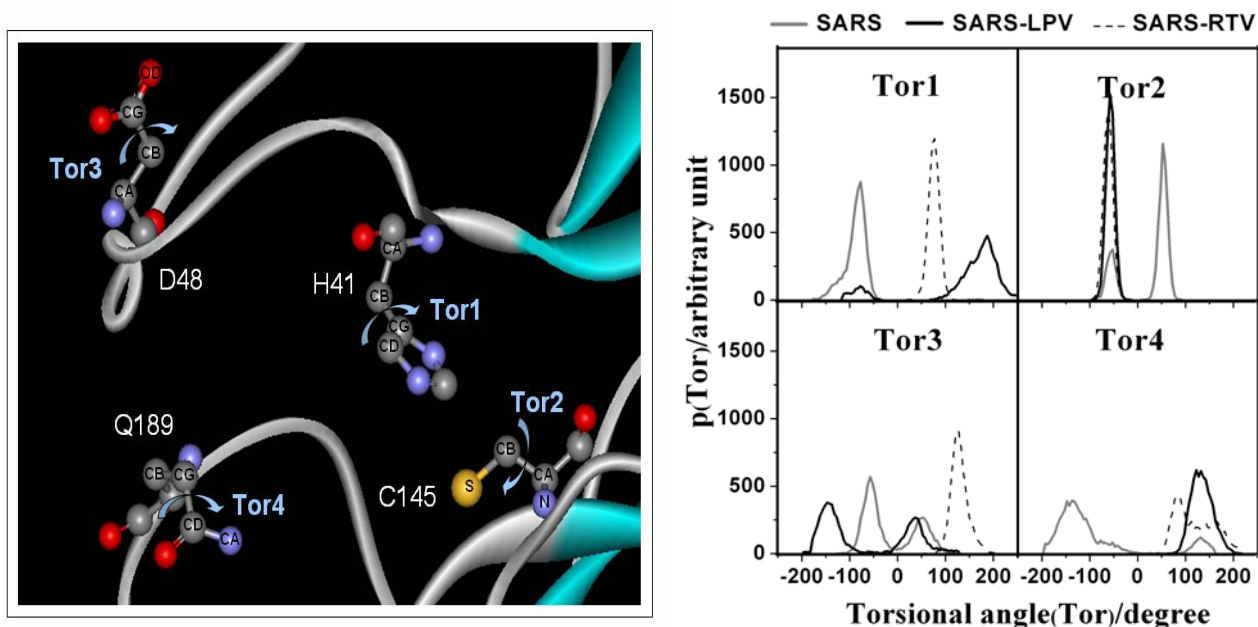 OD
CG
CB
Tor3
CA
D48
H41
CA
CB
Tor1
CG
CD
Q189
Tor2
CB
CG
CB
CA
S
N
C145
Tor4
CD
CA
SARS SARS-LPV SARS-RTV
Tor1 Tor2
1500
1000
500
0
Tor3 Tor4
1500
1000
500
0
p(Tor)/arbitrary unit
-200 -100 0 100 200 -200 -100 0 100 200
Torsional angle(Tor)/degree